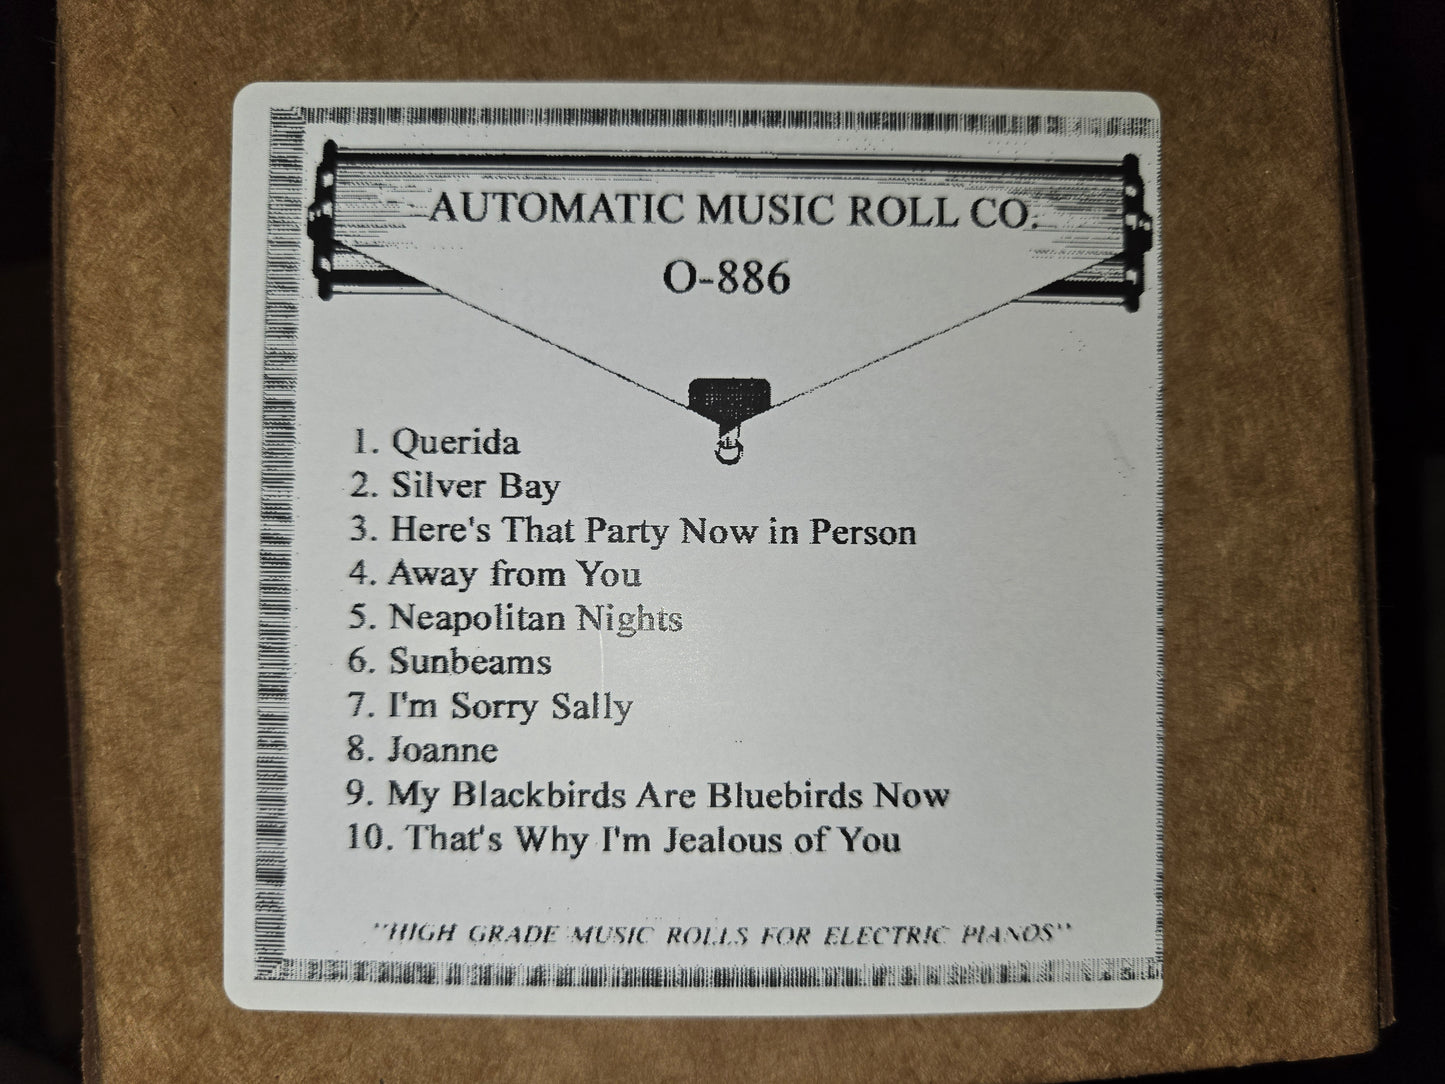 AUTOMATIC MUSIC ROLL CO.
O-886
1. Querida
2. Silver Bay
3. Here's That Party Now in Person
4. Away from You
5. Neapolitan Nights
6. Sunbeams
7. I'm Sorry Sally
8. Joanne
9. My Blackbirds Are Bluebirds Now
10. That's Why I'm Jealous of You
"HIGH GRADE MUSIC ROLLS FOR ELECTRIC PIANOS"